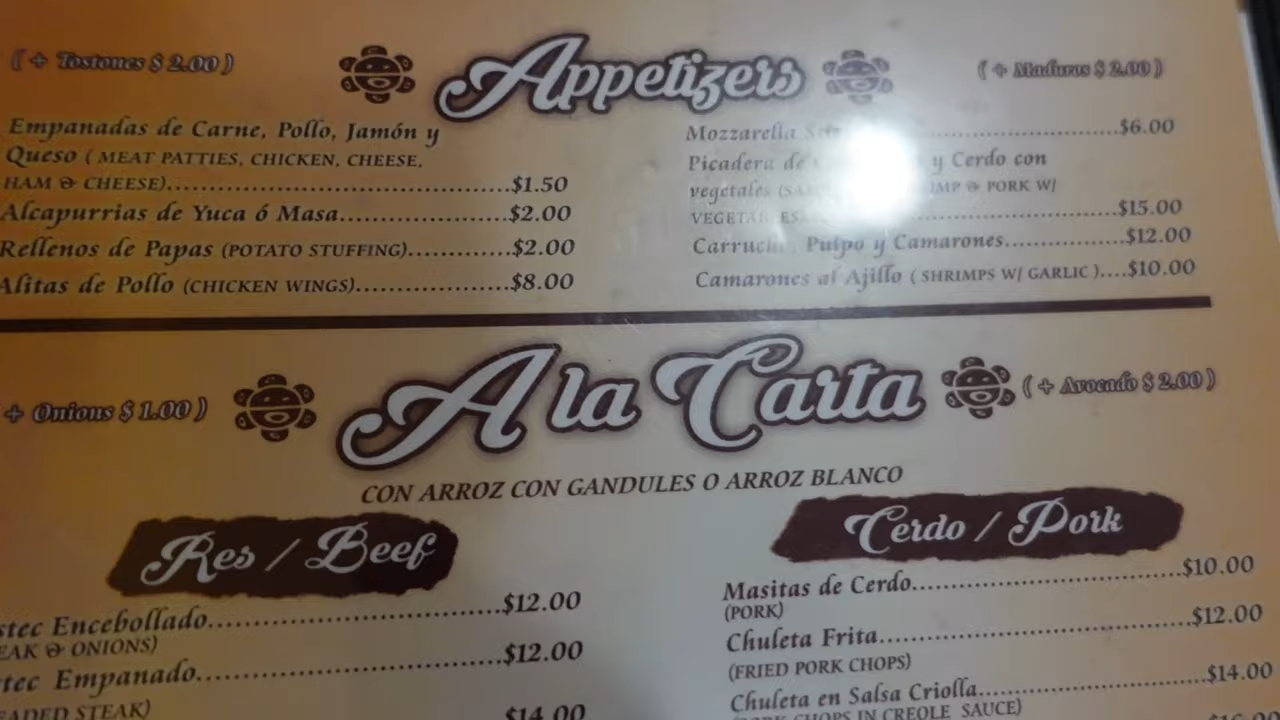 ( + Tostones $ 2.00 )
Appetizers
( + Maduros $ 2.00 )
Empanadas de Carne, Pollo, Jamón y
Queso ( MEAT PATTIES, CHICKEN, CHEESE,
HAM & CHEESE)..........$1.50
Alcapurrias de Yuca ó Masa..........$2.00
Rellenos de Papas (POTATO STUFFING)..........$2.00
Alitas de Pollo (CHICKEN WINGS)..........$8.00
Mozzarella ..........$6.00
Picadera de y Cerdo con
vegetales & PORK W/
..........$15.00
Pulpo y Camarones..........$12.00
Camarones al Ajillo ( SHRIMPS W/ GARLIC )....$10.00
+ Onions $ 1.00 )
A la Carta
( + Avocado $ 2.00 )
CON ARROZ CON GANDULES O ARROZ BLANCO
Res / Beef
Encebollado..........$12.00
& ONIONS)
Empanado..........$12.00
STEAK)
$14.00
Cerdo / Pork
Masitas de Cerdo..........$10.00
(PORK)
Chuleta Frita..........$12.00
(FRIED PORK CHOPS)
Chuleta en Salsa Criolla..........$14.00
CHOPS IN CREOLE SAUCE)